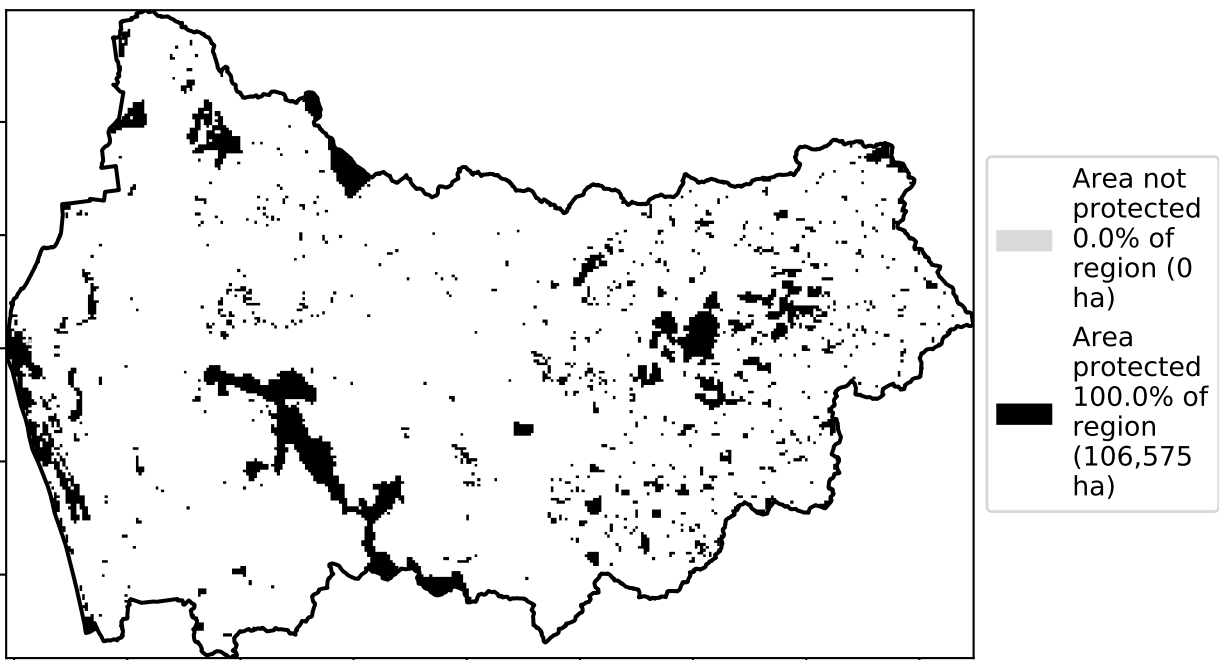 Area not
protected
0.0% of
region (0
ha)
Area
protected
100.0% of
region
(106,575
ha)